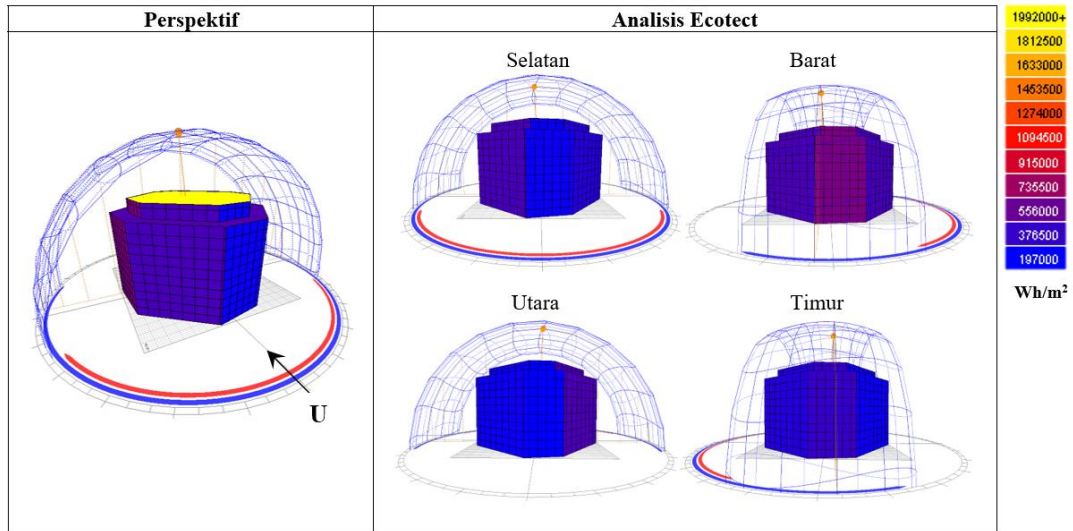 Perspektif
Analisis Ecotect
Selatan
Barat
Utara
Timur
U
1992000+
1812500
1633000
1453500
1274000
1094500
915000
735500
556000
376500
197000
Wh/m²